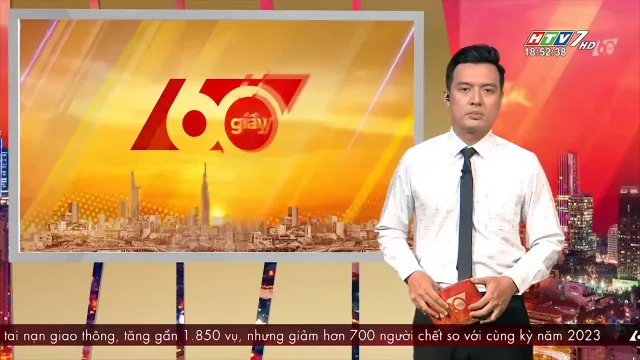 HTV7 HD
18:52:38
60
60
giây
tai nạn giao thông, tăng gần 1.850 vụ, nhưng giảm hơn 700 người chết so với cùng kỳ năm 2023